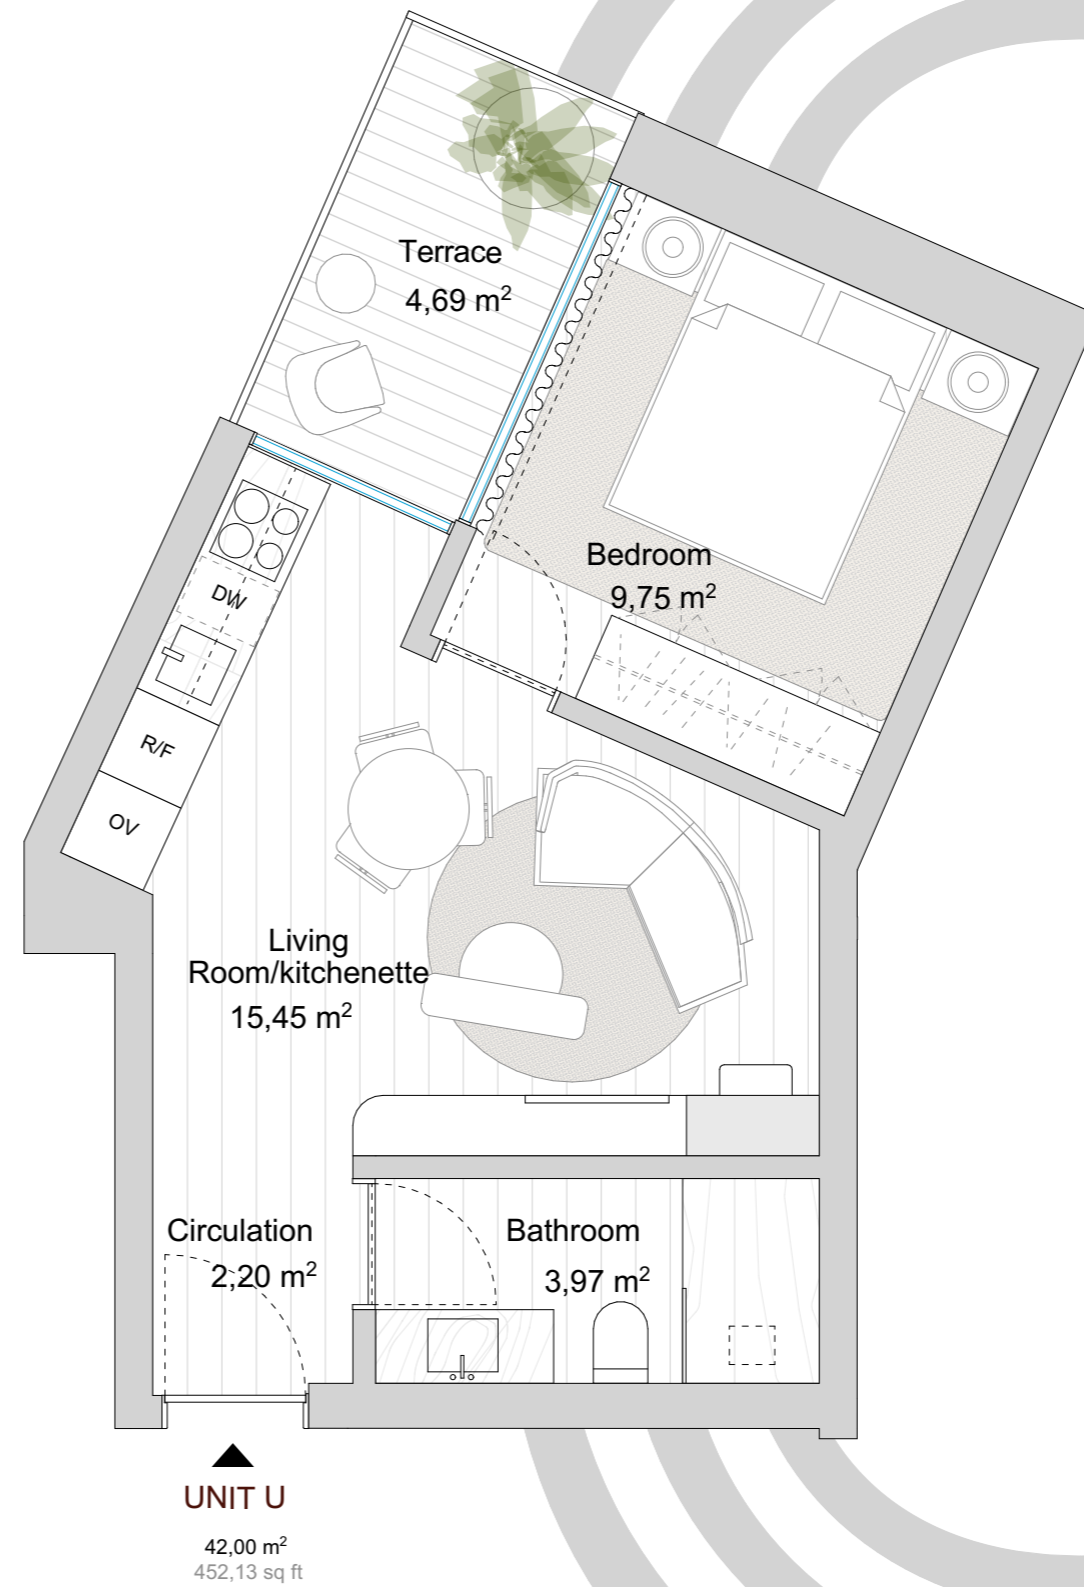 Terrace
4,69 m²
Bedroom
9,75 m²
DW
R/F
OV
Living
Room/kitchenette
15,45 m²
Circulation
2,20 m²
Bathroom
3,97 m²
UNIT U
42,00 m²
452,13 sq ft